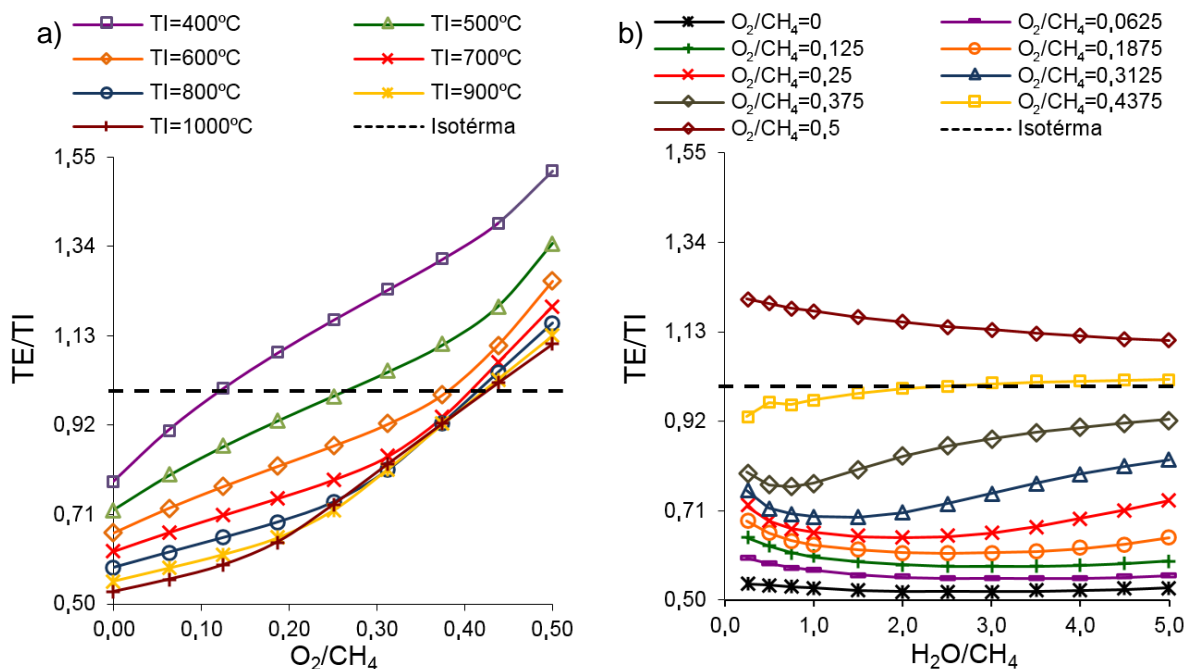 a)
TI=400ºC
TI=500ºC
TI=600ºC
TI=700ºC
TI=800ºC
TI=900ºC
TI=1000ºC
Isotérma
TE/TI
1,55
1,34
1,13
0,92
0,71
0,50
0,00
0,10
0,20
0,30
0,40
0,50
O₂/CH₄
b)
O₂/CH₄=0
O₂/CH₄=0,0625
O₂/CH₄=0,125
O₂/CH₄=0,1875
O₂/CH₄=0,25
O₂/CH₄=0,3125
O₂/CH₄=0,375
O₂/CH₄=0,4375
O₂/CH₄=0,5
Isotérma
TE/TI
1,55
1,34
1,13
0,92
0,71
0,50
0,0
1,0
2,0
3,0
4,0
5,0
H₂O/CH₄